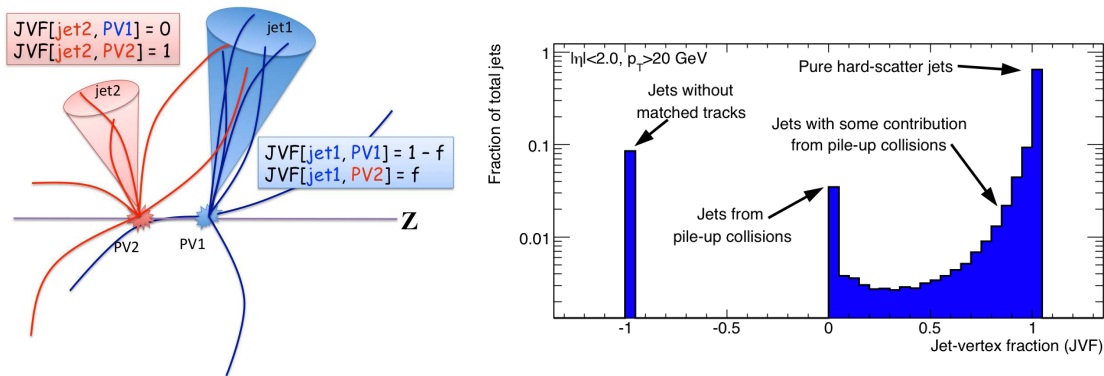 JVF[jet2, PV1] = 0
JVF[jet2, PV2] = 1
jet1
jet2
JVF[jet1, PV1] = 1 - f
JVF[jet1, PV2] = f
Z
PV2
PV1
Fraction of total jets
1
0.1
0.01
|η|<2.0, p_T>20 GeV
Pure hard-scatter jets
Jets without
matched tracks
Jets with some contribution
from pile-up collisions
Jets from
pile-up collisions
-1
-0.5
0
0.5
1
Jet-vertex fraction (JVF)